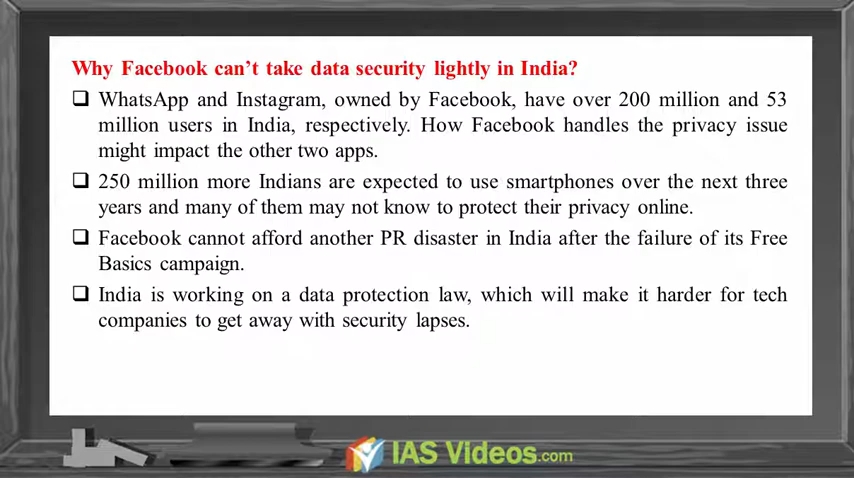 Why Facebook can't take data security lightly in India?
WhatsApp and Instagram, owned by Facebook, have over 200 million and 53
million users in India, respectively. How Facebook handles the privacy issue
might impact the other two apps.
250 million more Indians are expected to use smartphones over the next three
years and many of them may not know to protect their privacy online.
Facebook cannot afford another PR disaster in India after the failure of its Free
Basics campaign.
India is working on a data protection law, which will make it harder for tech
companies to get away with security lapses.
IAS Videos.com